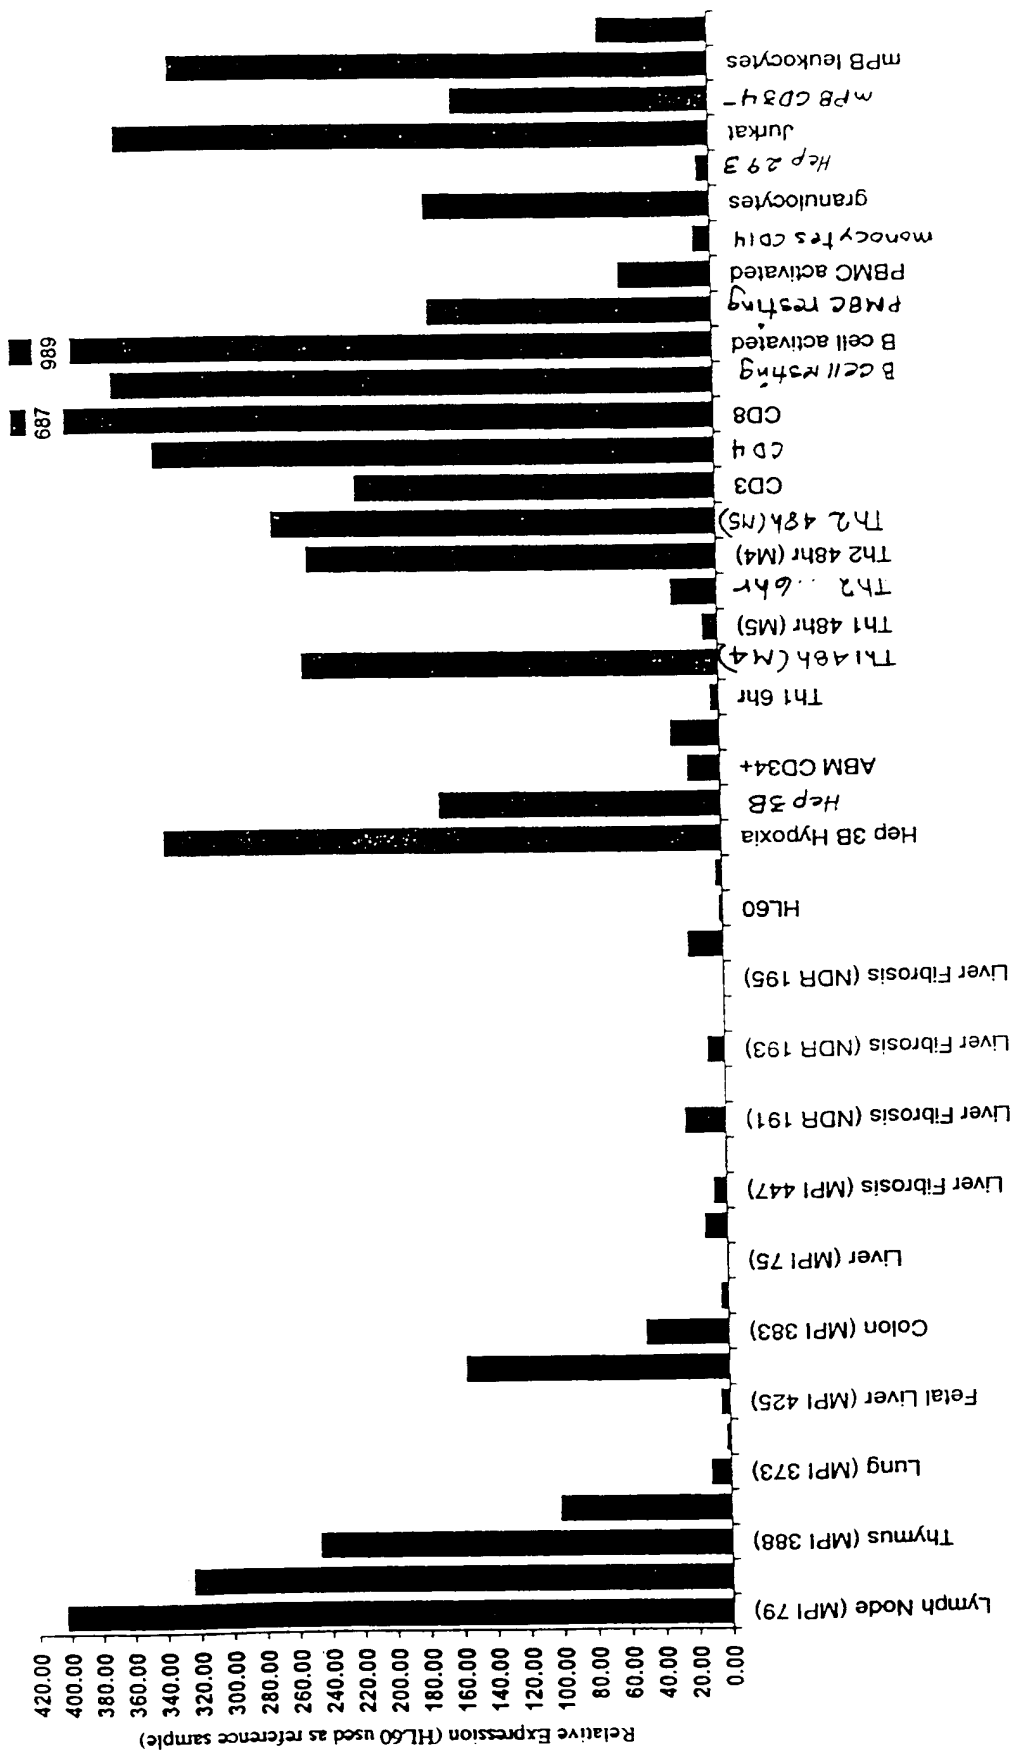 Relative Expression (HL60 used as reference sample)
420.00
400.00
380.00
360.00
340.00
320.00
300.00
280.00
260.00
240.00
220.00
200.00
180.00
160.00
140.00
120.00
100.00
80.00
60.00
40.00
20.00
0.00
Lymph Node (MPI 79)
Thymus (MPI 388)
Lung (MPI 373)
Fetal Liver (MPI 425)
Colon (MPI 383)
Liver (MPI 75)
Liver Fibrosis (MPI 447)
Liver Fibrosis (NDR 191)
Liver Fibrosis (NDR 193)
Liver Fibrosis (NDR 195)
HL60
Hep 3B Hypoxia
Hep 3B
ABM CD34+
Th1 6hr
Th1 48h (M4)
Th1 48hr (M5)
Th2 .. 6hr
Th2 48hr (M4)
Th2 48h (M5)
CD3
CD4
CD8
687
B cell resting
B cell activated
989
PMBC resting
PBMC activated
monocytes CD14
granulocytes
Hep 293
Jurkat
mPB CD34-
mPB leukocytes